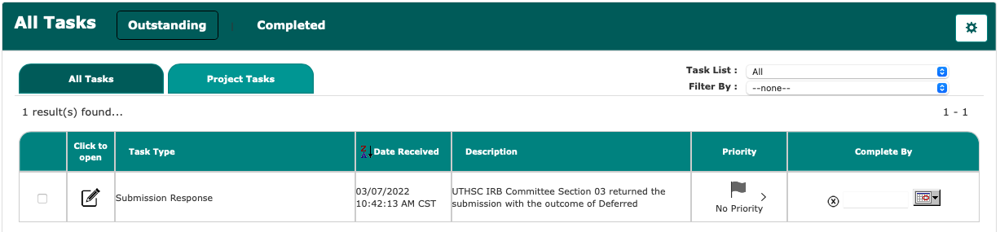 All Tasks Outstanding Completed
All Tasks Project Tasks
Task List : All
Filter By : --none--
1 result(s) found... 1 - 1
Click to open Task Type Date Received Description Priority Complete By
Submission Response
03/07/2022
10:42:13 AM CST
UTHSC IRB Committee Section 03 returned the
submission with the outcome of Deferred
No Priority